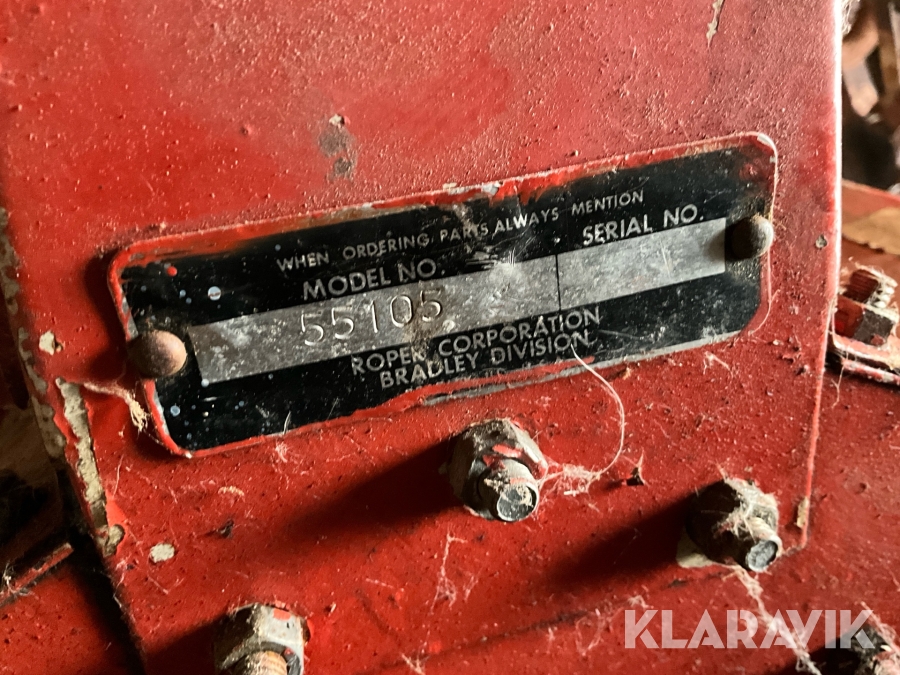 WHEN ORDERING PARTS ALWAYS MENTION
MODEL NO. SERIAL NO.
55105
ROPER CORPORATION
BRADLEY DIVISION
KLARAVIK